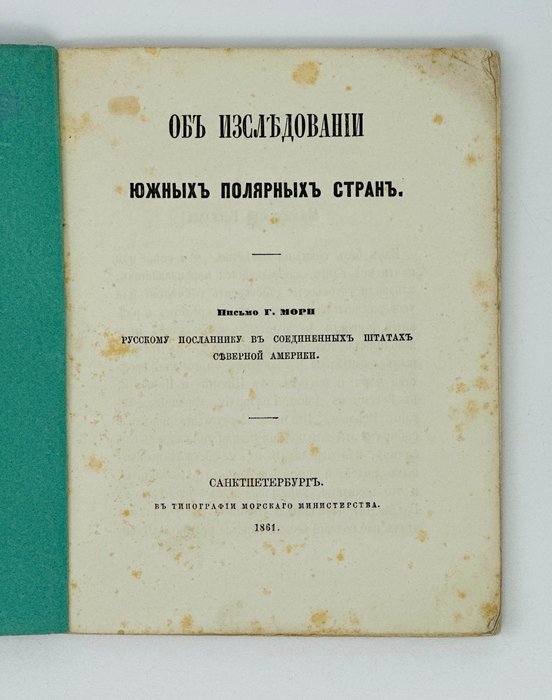 ОБЪ ИЗСЛѢДОВАНІИ
ЮЖНЫХЪ ПОЛЯРНЫХЪ СТРАНЪ.
Письмо Г. МОРИ
РУССКОМУ ПОСЛАННИКУ ВЪ СОЕДИНЕННЫХЪ ШТАТАХЪ
СѢВЕРНОЙ АМЕРИКИ.
САНКТПЕТЕРБУРГЪ.
ВЪ ТИПОГРАФІИ МОРСКАГО МИНИСТЕРСТВА.
1861.